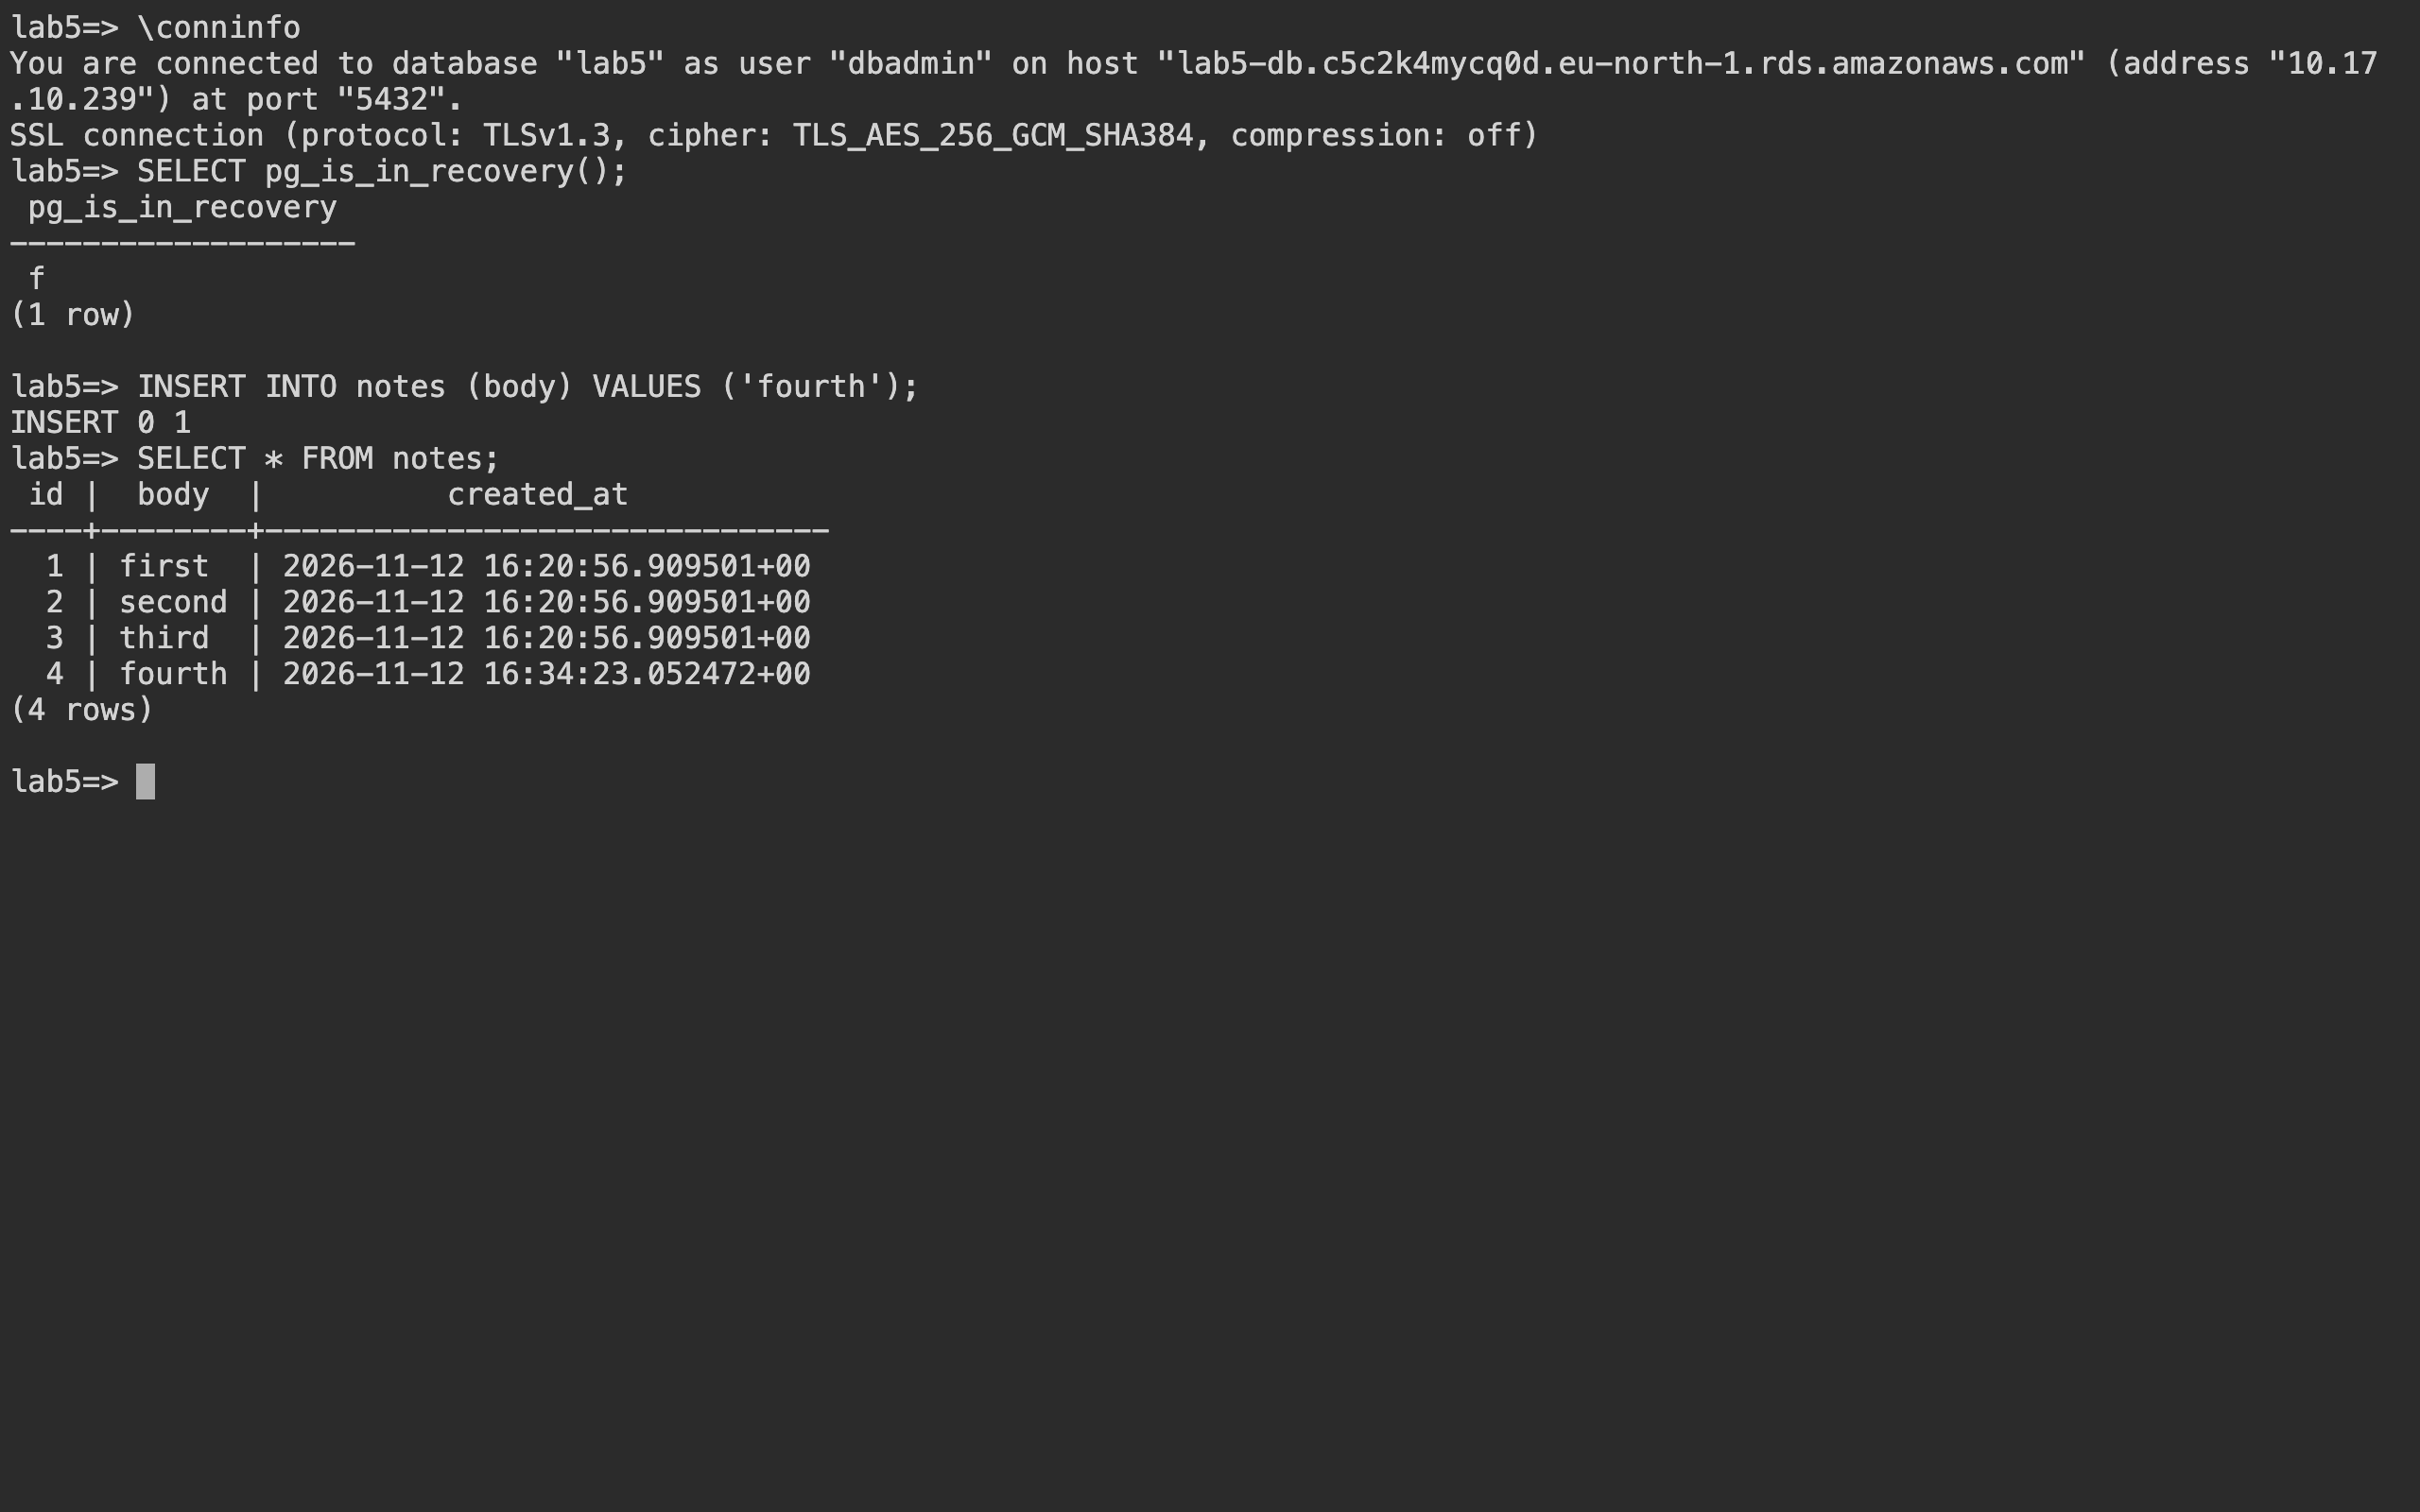 lab5=> \conninfo
You are connected to database "lab5" as user "dbadmin" on host "lab5-db.c5c2k4mycq0d.eu-north-1.rds.amazonaws.com" (address "10.17
.10.239") at port "5432".
SSL connection (protocol: TLSv1.3, cipher: TLS_AES_256_GCM_SHA384, compression: off)
lab5=> SELECT pg_is_in_recovery();
 pg_is_in_recovery
-------------------
 f
(1 row)

lab5=> INSERT INTO notes (body) VALUES ('fourth');
INSERT 0 1
lab5=> SELECT * FROM notes;
 id |  body  |          created_at
----+--------+-------------------------------
  1 | first  | 2026-11-12 16:20:56.909501+00
  2 | second | 2026-11-12 16:20:56.909501+00
  3 | third  | 2026-11-12 16:20:56.909501+00
  4 | fourth | 2026-11-12 16:34:23.052472+00
(4 rows)

lab5=>